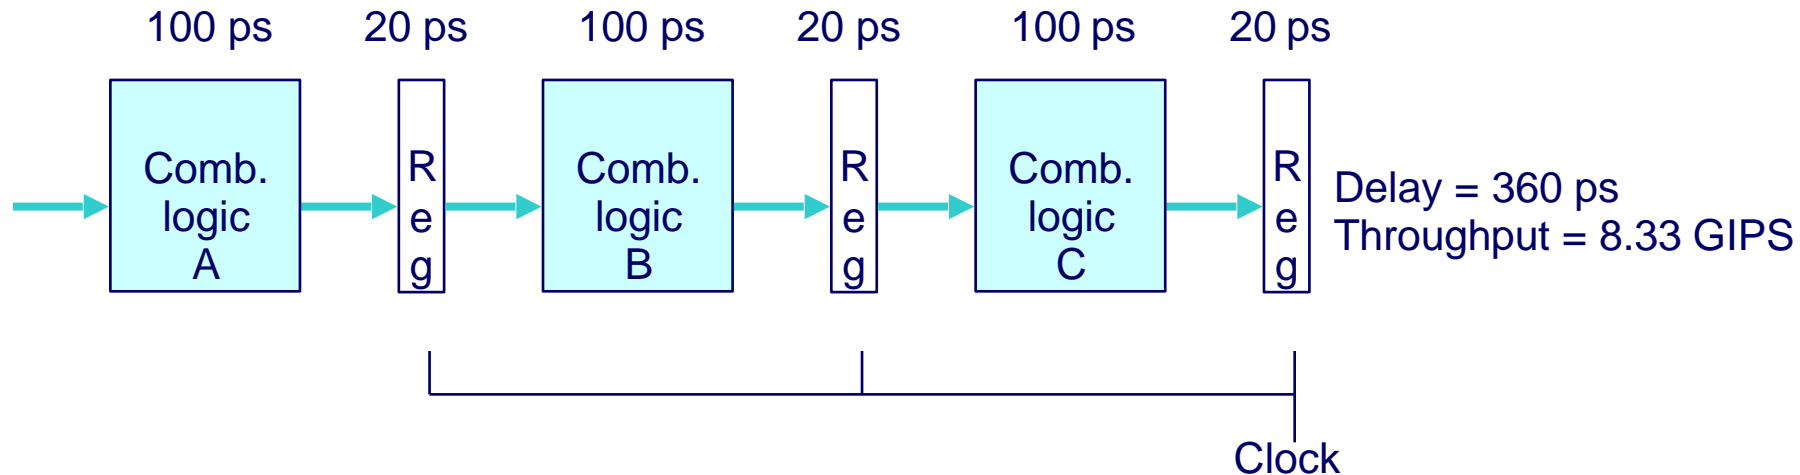 100 ps 20 ps 100 ps 20 ps 100 ps 20 ps
Comb.
logic
A
R
e
g
Comb.
logic
B
R
e
g
Comb.
logic
C
R
e
g
Delay = 360 ps
Throughput = 8.33 GIPS
Clock